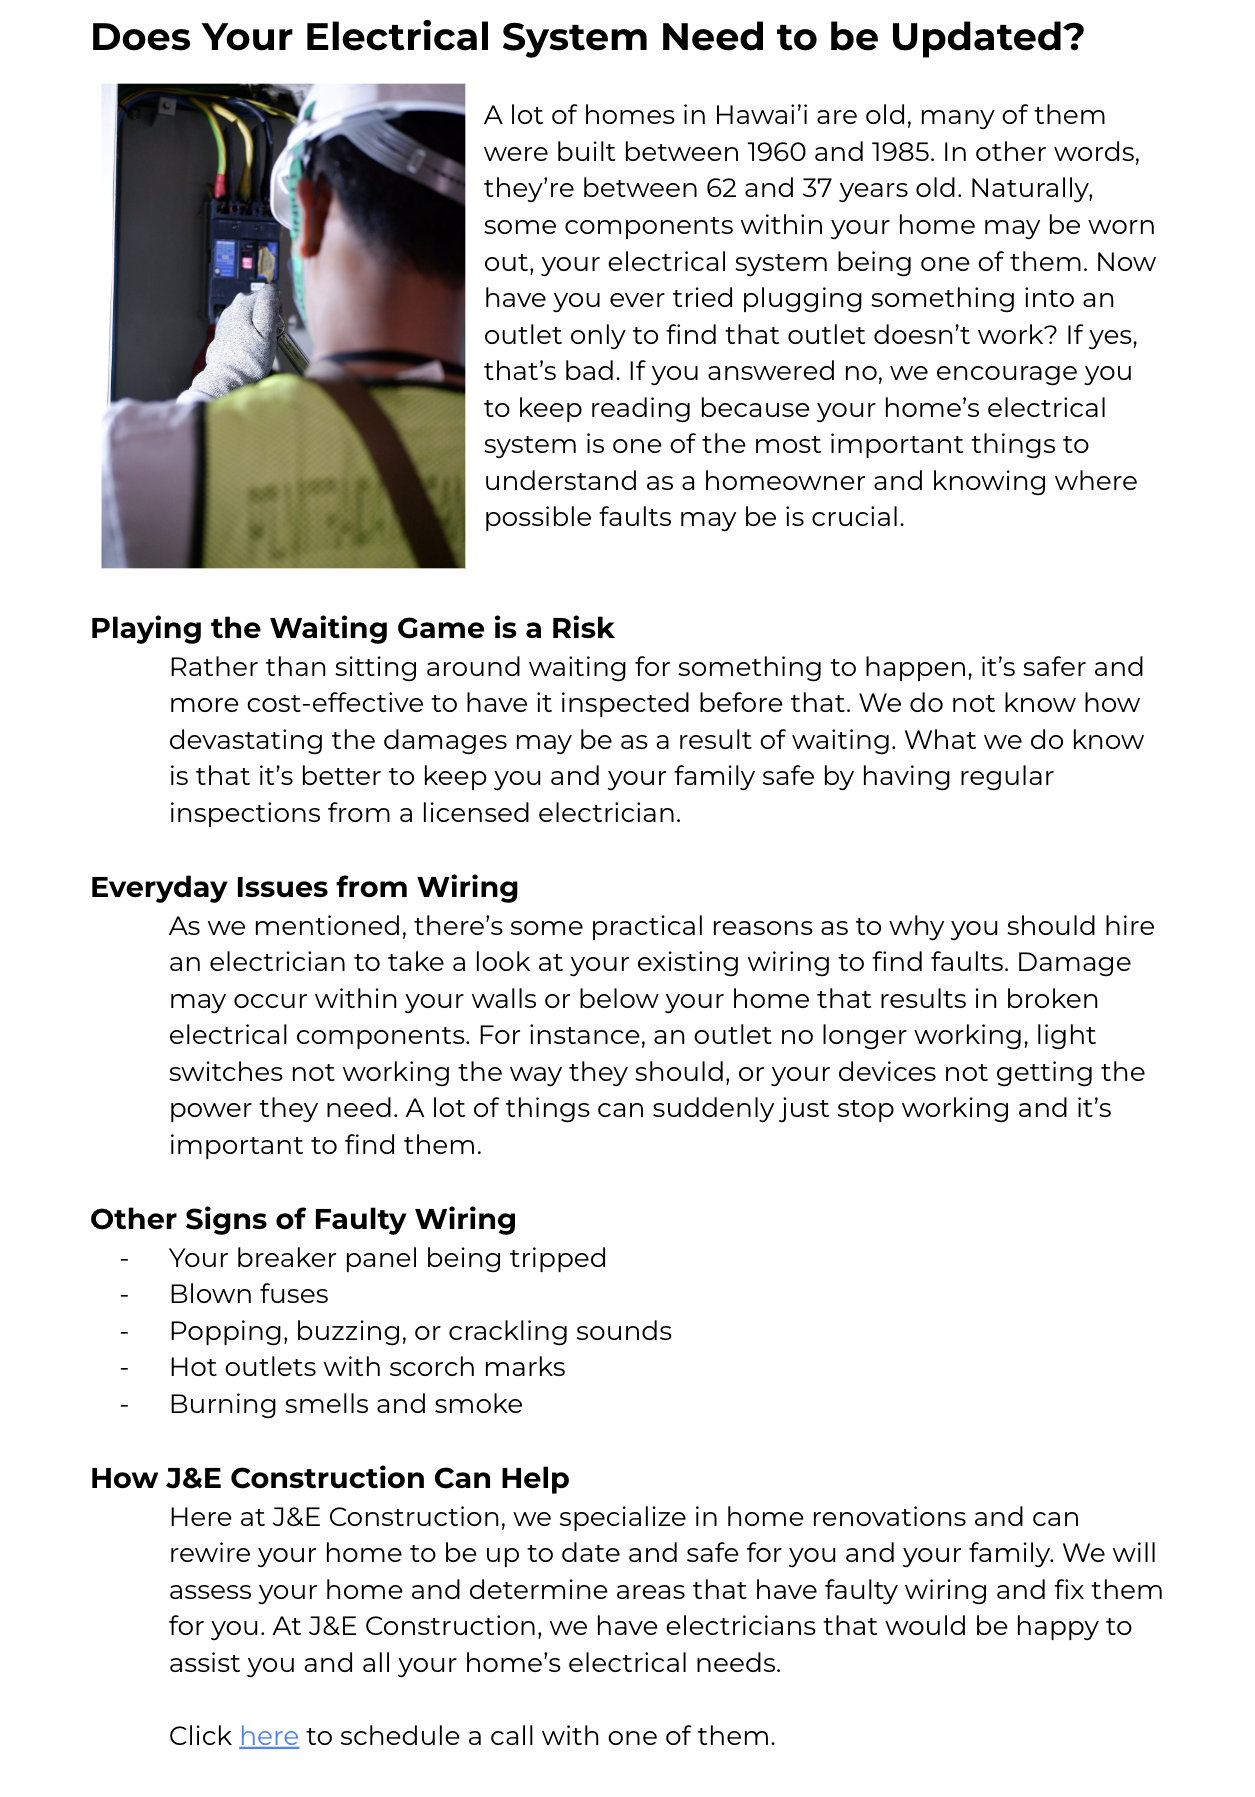 Does Your Electrical System Need to be Updated?
A lot of homes in Hawai’i are old, many of them
were built between 1960 and 1985. In other words,
they’re between 62 and 37 years old. Naturally,
some components within your home may be worn
out, your electrical system being one of them. Now
have you ever tried plugging something into an
outlet only to find that outlet doesn’t work? If yes,
that’s bad. If you answered no, we encourage you
to keep reading because your home’s electrical
system is one of the most important things to
understand as a homeowner and knowing where
possible faults may be is crucial.
Playing the Waiting Game is a Risk
Rather than sitting around waiting for something to happen, it’s safer and
more cost-effective to have it inspected before that. We do not know how
devastating the damages may be as a result of waiting. What we do know
is that it’s better to keep you and your family safe by having regular
inspections from a licensed electrician.
Everyday Issues from Wiring
As we mentioned, there’s some practical reasons as to why you should hire
an electrician to take a look at your existing wiring to find faults. Damage
may occur within your walls or below your home that results in broken
electrical components. For instance, an outlet no longer working, light
switches not working the way they should, or your devices not getting the
power they need. A lot of things can suddenly just stop working and it’s
important to find them.
Other Signs of Faulty Wiring
- Your breaker panel being tripped
- Blown fuses
- Popping, buzzing, or crackling sounds
- Hot outlets with scorch marks
- Burning smells and smoke
How J&E Construction Can Help
Here at J&E Construction, we specialize in home renovations and can
rewire your home to be up to date and safe for you and your family. We will
assess your home and determine areas that have faulty wiring and fix them
for you. At J&E Construction, we have electricians that would be happy to
assist you and all your home’s electrical needs.
Click here to schedule a call with one of them.